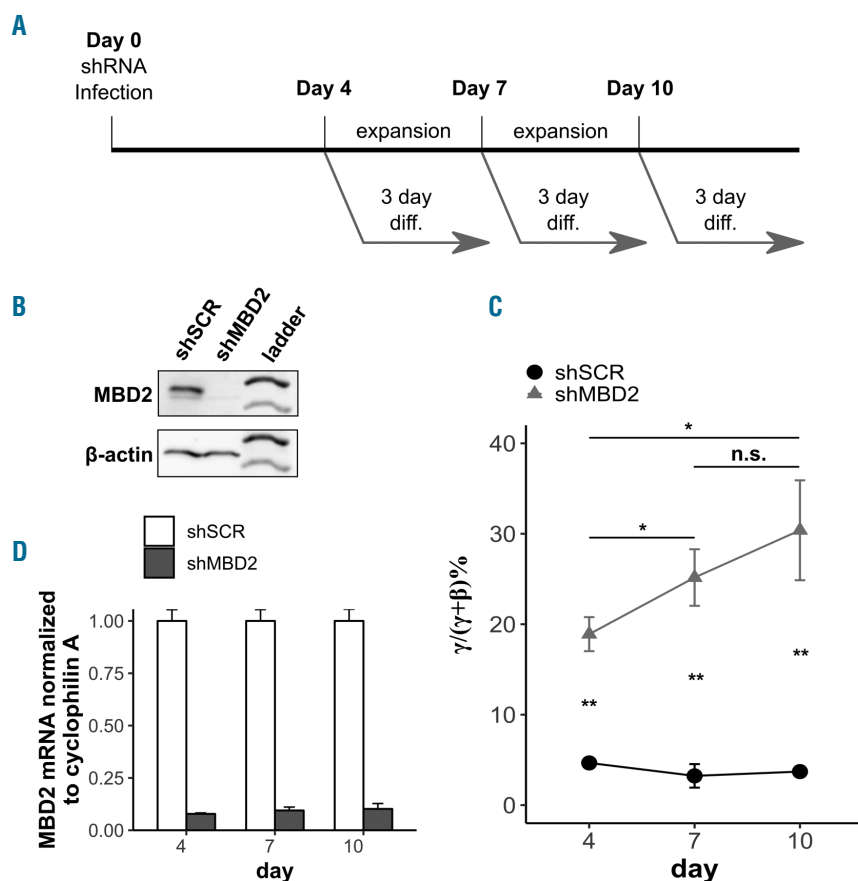 A
Day 0
shRNA
Infection
Day 4
Day 7
Day 10
expansion
expansion
3 day
diff.
3 day
diff.
3 day
diff.
B
shSCR
shMBD2
ladder
MBD2
β-actin
C
shSCR
shMBD2
γ/(γ+β)%
40
30
20
10
0
*
n.s.
*
**
**
**
4
7
10
day
D
shSCR
shMBD2
MBD2 mRNA normalized
to cyclophilin A
1.00
0.75
0.50
0.25
0.00
4
7
10
day